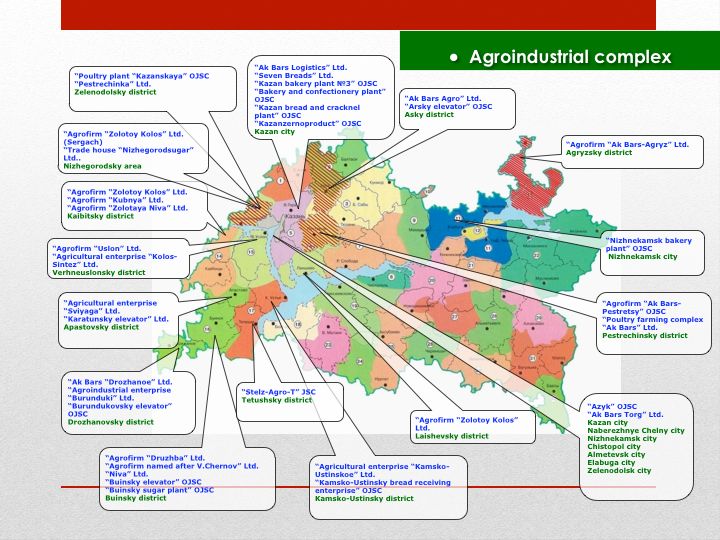 • Agroindustrial complex
“Poultry plant “Kazanskaya” OJSC
“Pestrechinka” Ltd.
Zelenodolsky district
“Ak Bars Logistics” Ltd.
“Seven Breads” Ltd.
“Kazan bakery plant №3” OJSC
“Bakery and confectionery plant”
OJSC
“Kazan bread and cracknel
plant” OJSC
“Kazanzernoproduct” OJSC
Kazan city
“Ak Bars Agro” Ltd.
“Arsky elevator” OJSC
Asky district
“Agrofirm “Ak Bars-Agryz” Ltd.
Agryzsky district
“Agrofirm “Zolotoy Kolos” Ltd.
(Sergach)
“Trade house “Nizhegorodsugar”
Ltd..
Nizhegorodsky area
“Agrofirm “Zolotoy Kolos” Ltd.
“Agrofirm “Kubnya” Ltd.
“Agrofirm “Zolotaya Niva” Ltd.
Kaibitsky district
“Agrofirm “Uslon” Ltd.
“Agricultural enterprise “Kolos-
Sintez” Ltd.
Verhneuslonsky district
“Nizhnekamsk bakery
plant” OJSC
Nizhnekamsk city
“Agricultural enterprise
“Sviyaga” Ltd.
“Karatunsky elevator” Ltd.
Apastovsky district
“Agrofirm “Ak Bars-
Pestretsy” OJSC
“Poultry farming complex
“Ak Bars” Ltd.
Pestrechinsky district
“Ak Bars “Drozhanoe” Ltd.
“Agroindustrial enterprise
“Burunduki” Ltd.
“Burundukovsky elevator”
OJSC
Drozhanovsky district
“Stelz-Agro-T” JSC
Tetushsky district
“Agrofirm “Zolotoy Kolos”
Ltd.
Laishevsky district
“Azyk” OJSC
“Ak Bars Torg” Ltd.
Kazan city
Naberezhnye Chelny city
Nizhnekamsk city
Chistopol city
Almetevsk city
Elabuga city
Zelenodolsk city
“Agrofirm “Druzhba” Ltd.
“Agrofirm named after V.Chernov” Ltd.
“Niva” Ltd.
“Buinsky elevator” OJSC
“Buinsky sugar plant” OJSC
Buinsky district
“Agricultural enterprise “Kamsko-
Ustinskoe” Ltd.
“Kamsko-Ustinsky bread receiving
enterprise” OJSC
Kamsko-Ustinsky district